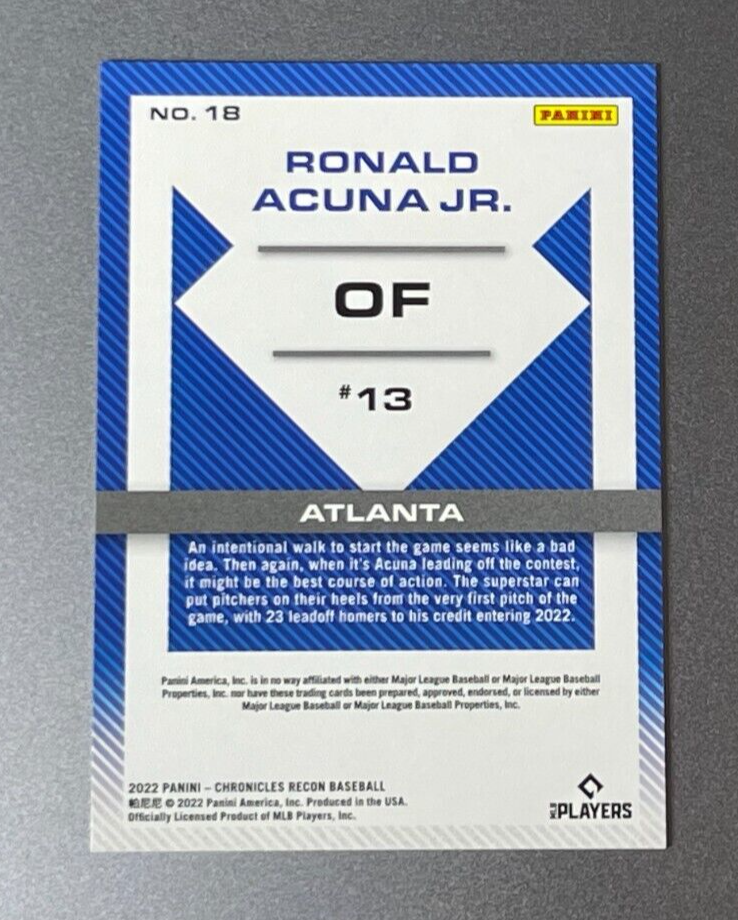 NO. 18
PANINI
RONALD
ACUNA JR.
OF
#13
ATLANTA
An intentional walk to start the game seems like a bad
idea. Then again, when it's Acuna leading off the contest,
it might be the best course of action. The superstar can
put pitchers on their heels from the very first pitch of the
game, with 23 leadoff homers to his credit entering 2022.
Panini America, Inc. is in no way affiliated with either Major League Baseball or Major League Baseball
Properties, Inc. nor have these trading cards been prepared, approved, endorsed, or licensed by either
Major League Baseball or Major League Baseball Properties, Inc.
2022 PANINI – CHRONICLES RECON BASEBALL
帕尼尼 © 2022 Panini America, Inc. Produced in the USA.
Officially Licensed Product of MLB Players, Inc.
MLB PLAYERS